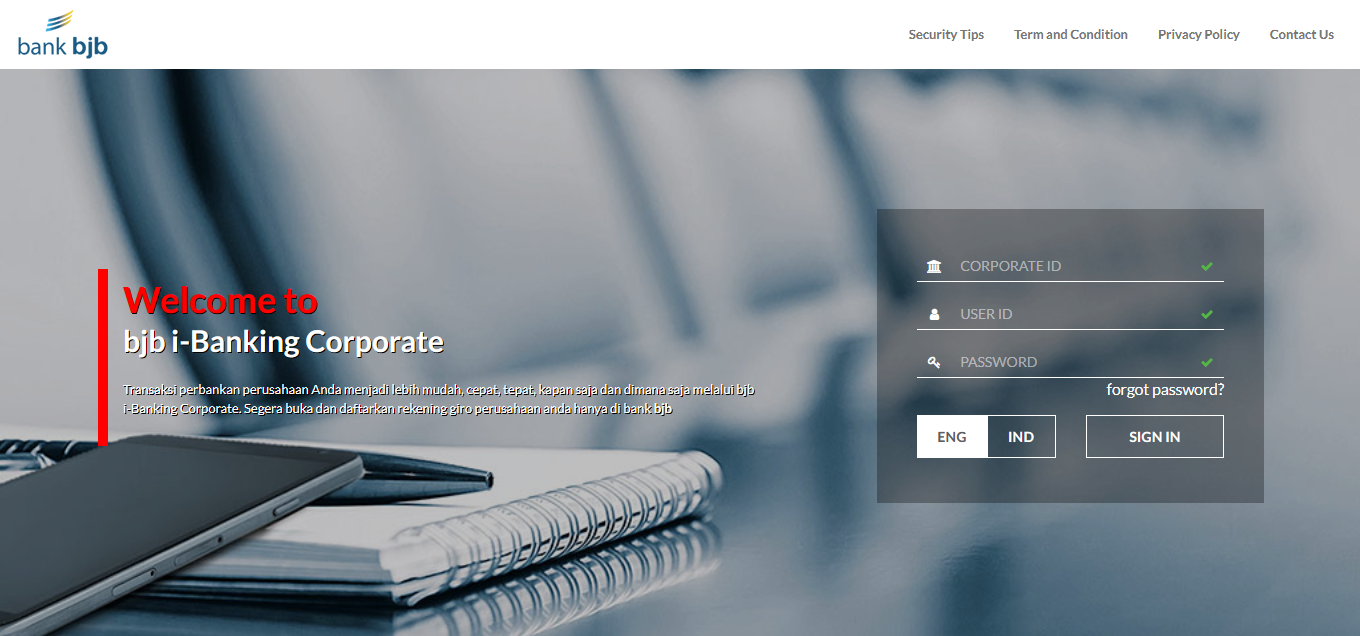 bank bjb
Security Tips
Term and Condition
Privacy Policy
Contact Us
Welcome to
bjb i-Banking Corporate
Transaksi perbankan perusahaan Anda menjadi lebih mudah, cepat, tepat, kapan saja dan dimana saja melalui bjb
i-Banking Corporate. Segera buka dan daftarkan rekening giro perusahaan anda hanya di bank bjb
CORPORATE ID
USER ID
PASSWORD
forgot password?
ENG
IND
SIGN IN